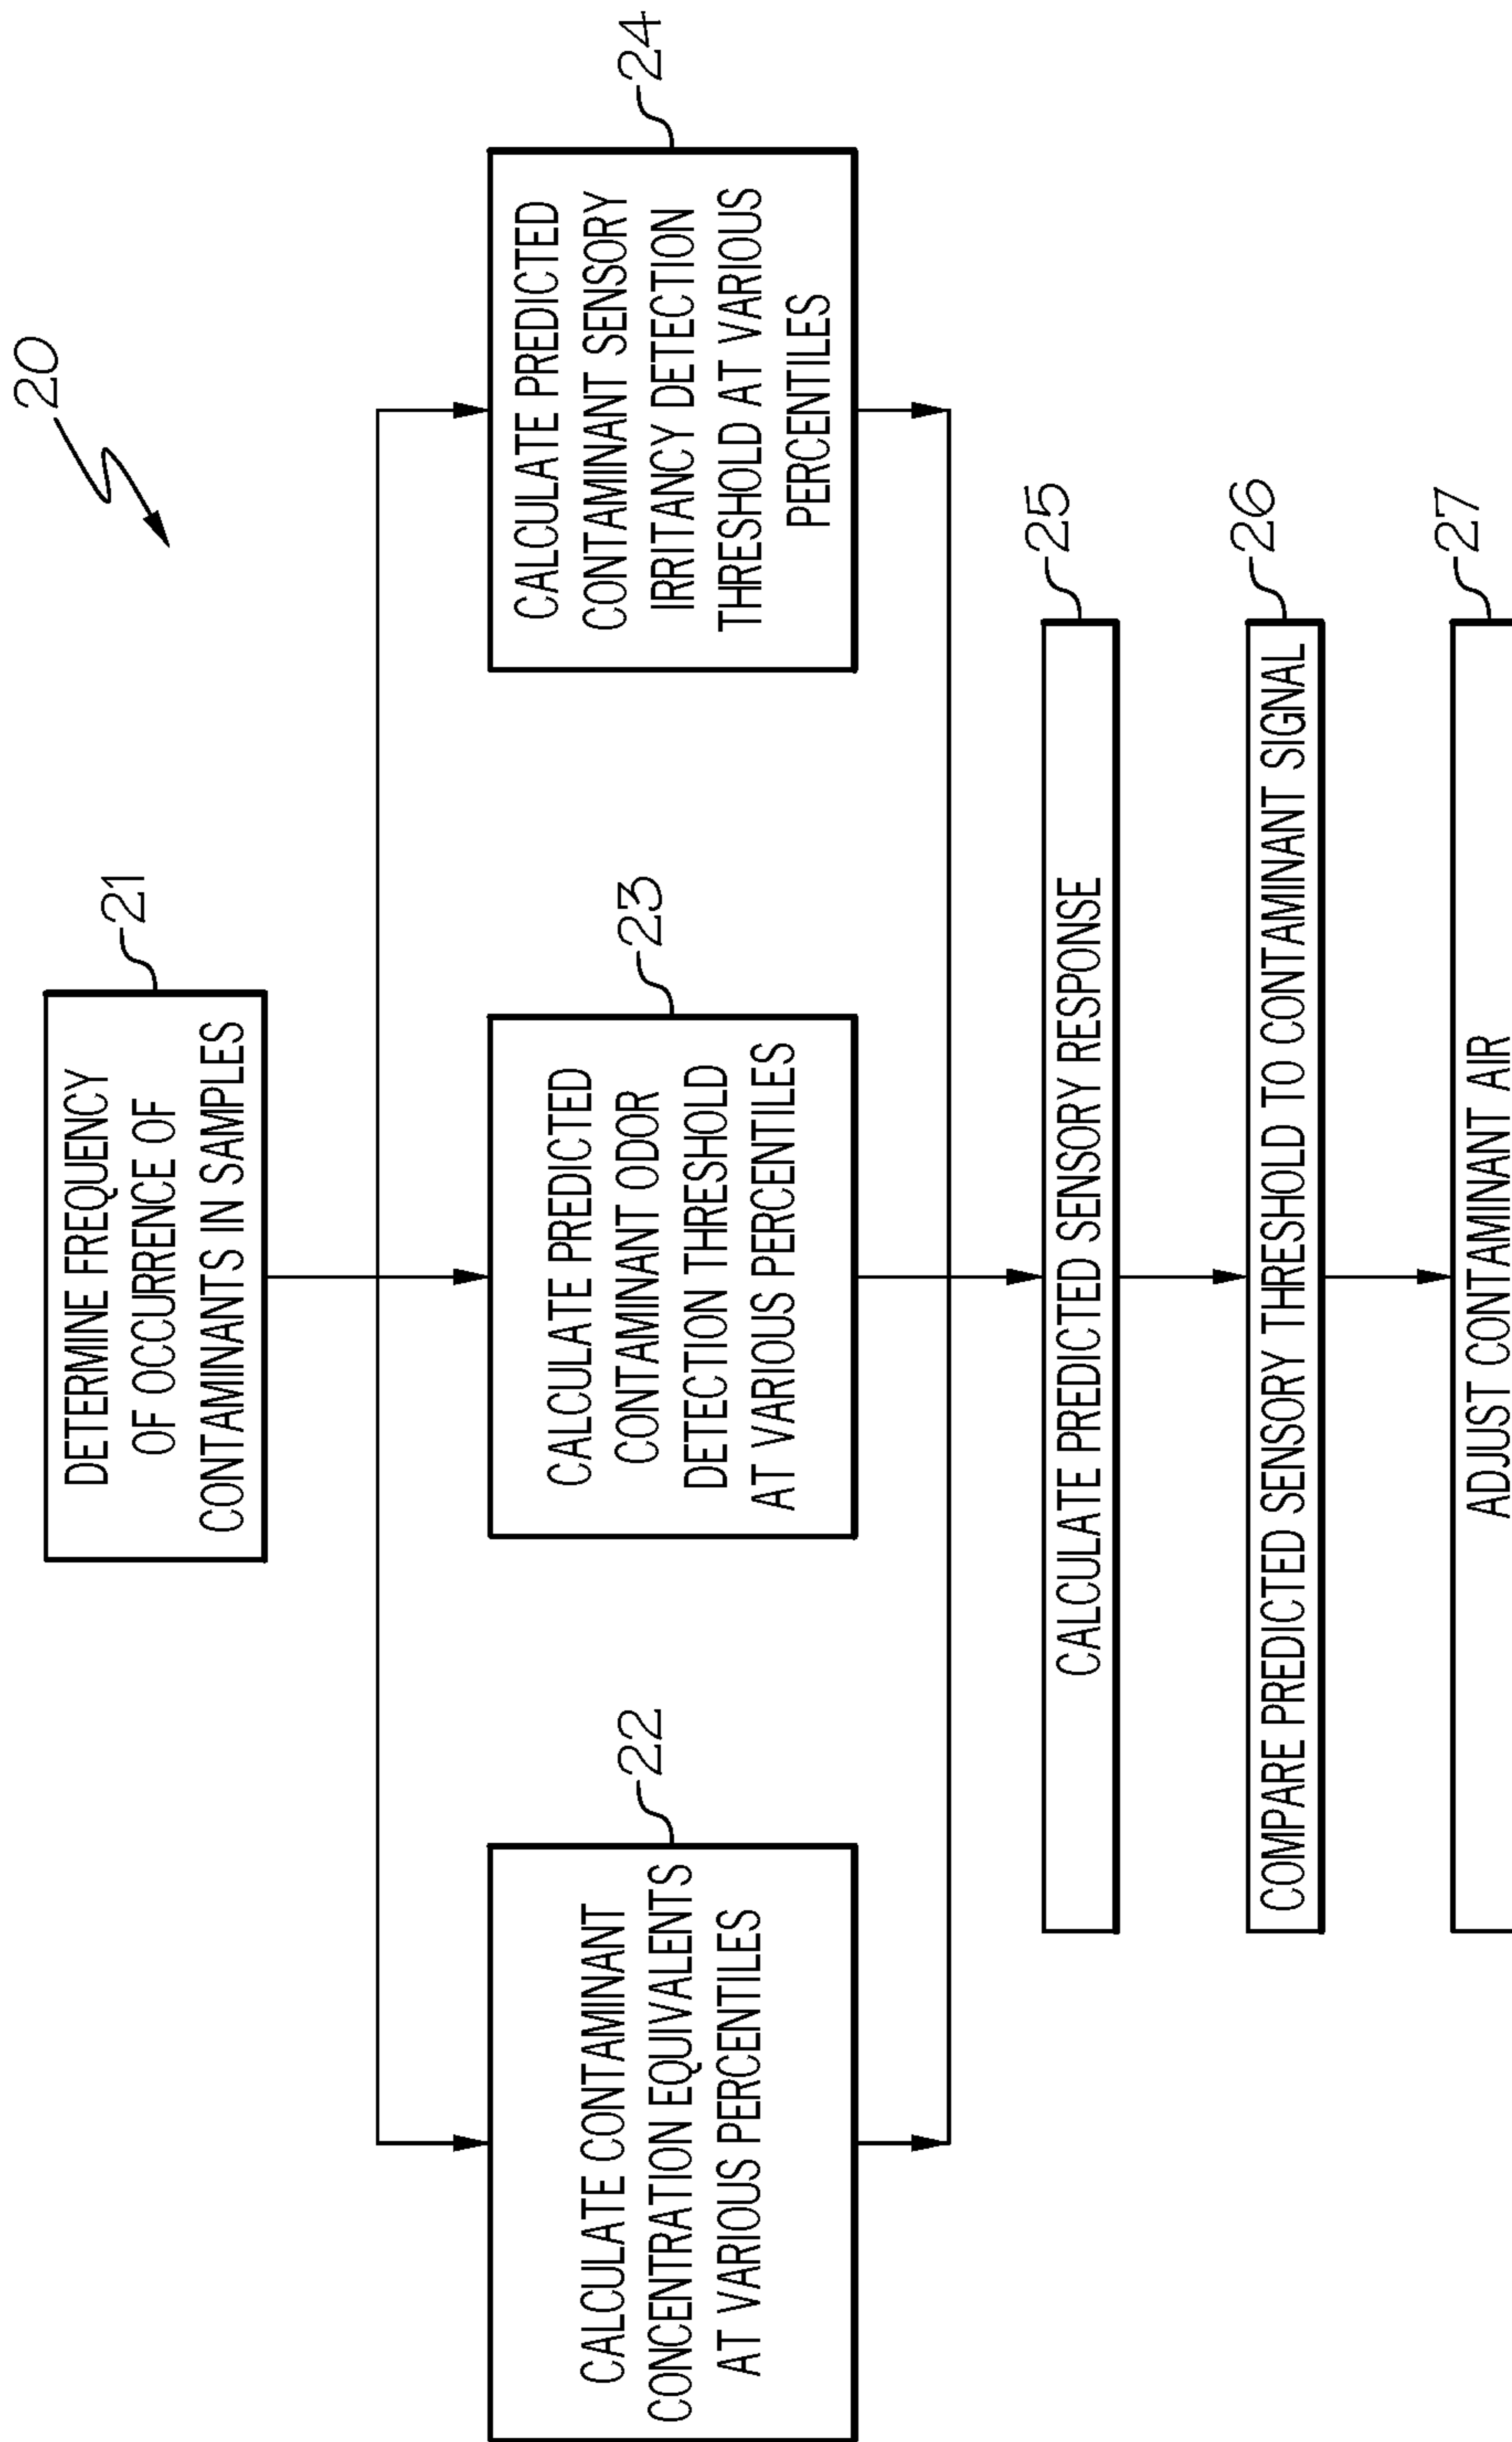 20
DETERMINE FREQUENCY
OF OCCURRENCE OF
CONTAMINANTS IN SAMPLES
21
CALCULATE CONTAMINANT
CONCENTRATION EQUIVALENTS
AT VARIOUS PERCENTILES
22
CALCULATE PREDICTED
CONTAMINANT ODOR
DETECTION THRESHOLD
AT VARIOUS PERCENTILES
23
CALCULATE PREDICTED
CONTAMINANT SENSORY
IRRITANCY DETECTION
THRESHOLD AT VARIOUS
PERCENTILES
24
CALCULATE PREDICTED SENSORY RESPONSE
25
COMPARE PREDICTED SENSORY THRESHOLD TO CONTAMINANT SIGNAL
26
ADJUST CONTAMINANT AIR
27